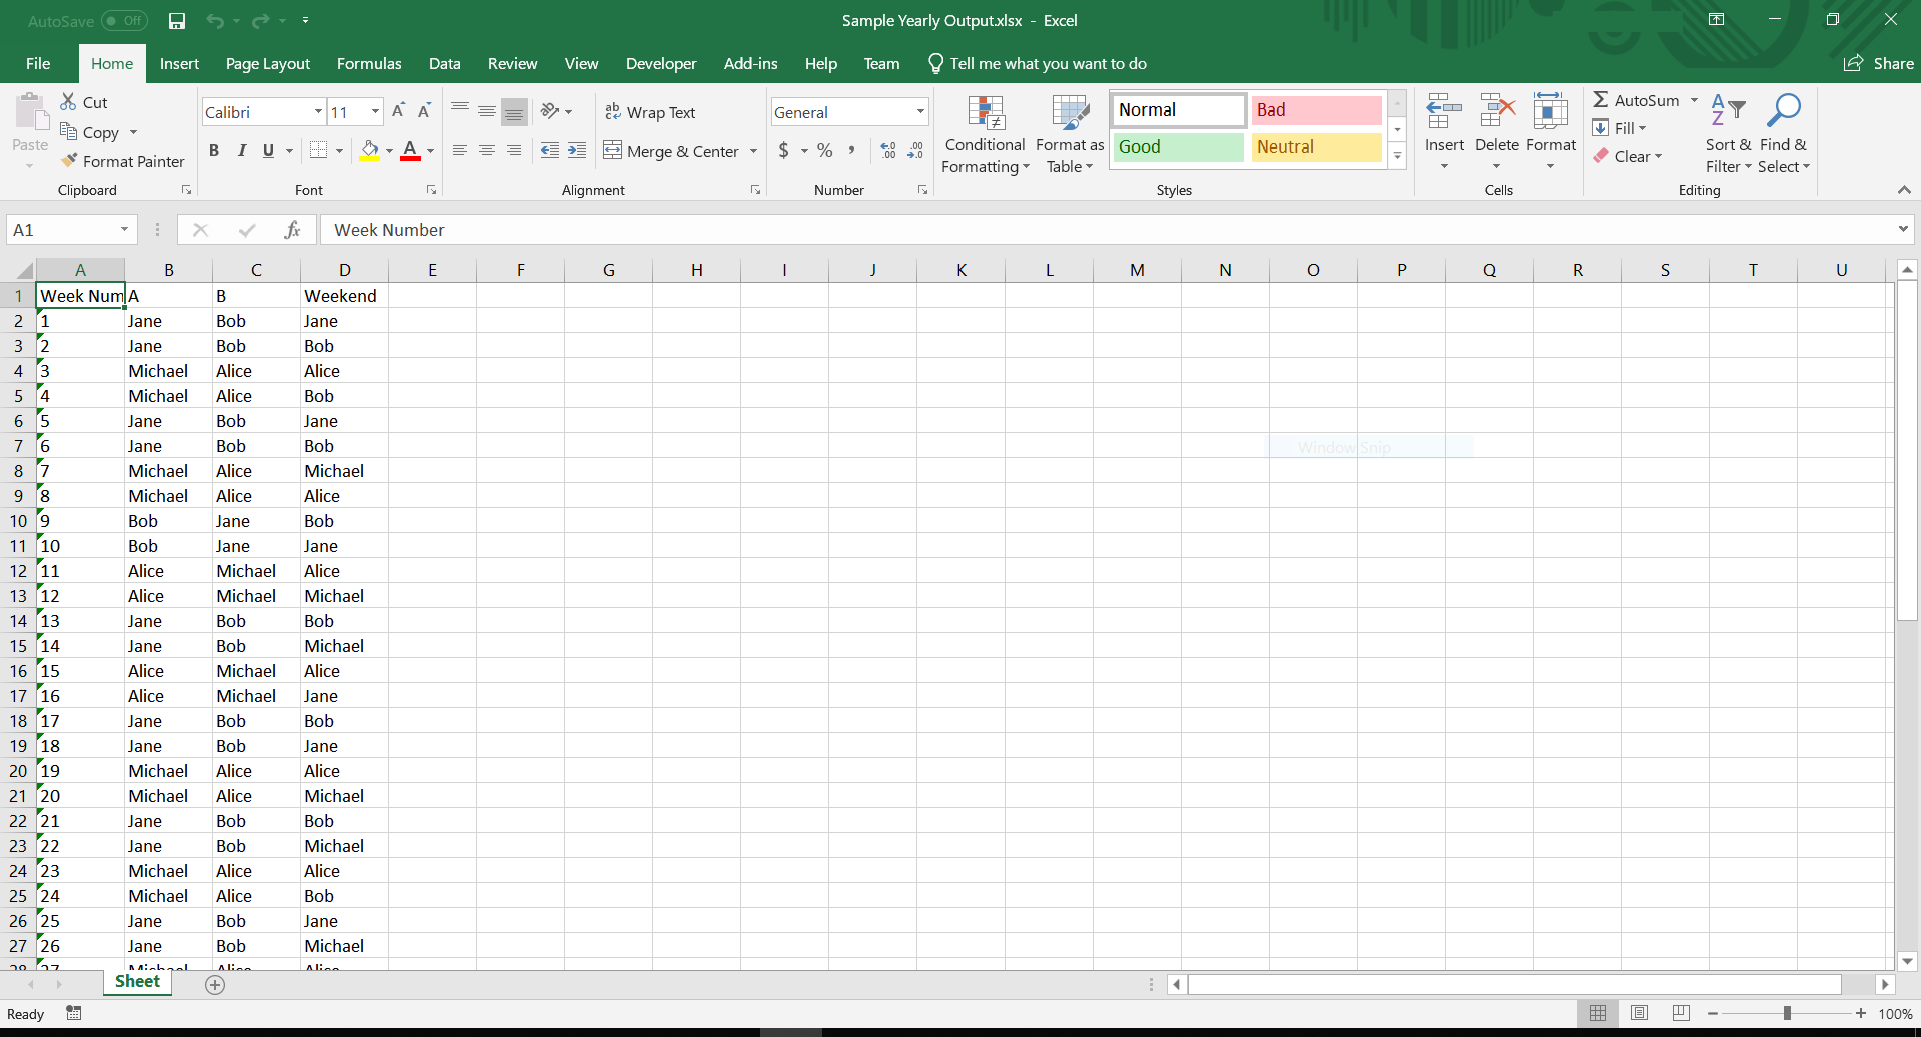 AutoSave Off
Sample Yearly Output.xlsx - Excel
File Home Insert Page Layout Formulas Data Review View Developer Add-ins Help Team Tell me what you want to do Share
Paste
Cut
Copy
Format Painter
Clipboard
Calibri 11
B I U A
Font
ab Wrap Text
Merge & Center
Alignment
General
$ % ,
Number
Conditional Formatting
Format as Table
Normal Bad
Good Neutral
Styles
Insert Delete Format
Cells
AutoSum
Fill
Clear
Sort & Filter
Find & Select
Editing
A1 fx Week Number
A B C D E F G H I J K L M N O P Q R S T U
1 Week Num A B Weekend
2 1 Jane Bob Jane
3 2 Jane Bob Bob
4 3 Michael Alice Alice
5 4 Michael Alice Bob
6 5 Jane Bob Jane
7 6 Jane Bob Bob
Window Snip
8 7 Michael Alice Michael
9 8 Michael Alice Alice
10 9 Bob Jane Bob
11 10 Bob Jane Jane
12 11 Alice Michael Alice
13 12 Alice Michael Michael
14 13 Jane Bob Bob
15 14 Jane Bob Michael
16 15 Alice Michael Alice
17 16 Alice Michael Jane
18 17 Jane Bob Bob
19 18 Jane Bob Jane
20 19 Michael Alice Alice
21 20 Michael Alice Michael
22 21 Jane Bob Bob
23 22 Jane Bob Michael
24 23 Michael Alice Alice
25 24 Michael Alice Bob
26 25 Jane Bob Jane
27 26 Jane Bob Michael
28 27 Michael Alice Alice
Sheet
Ready
100%